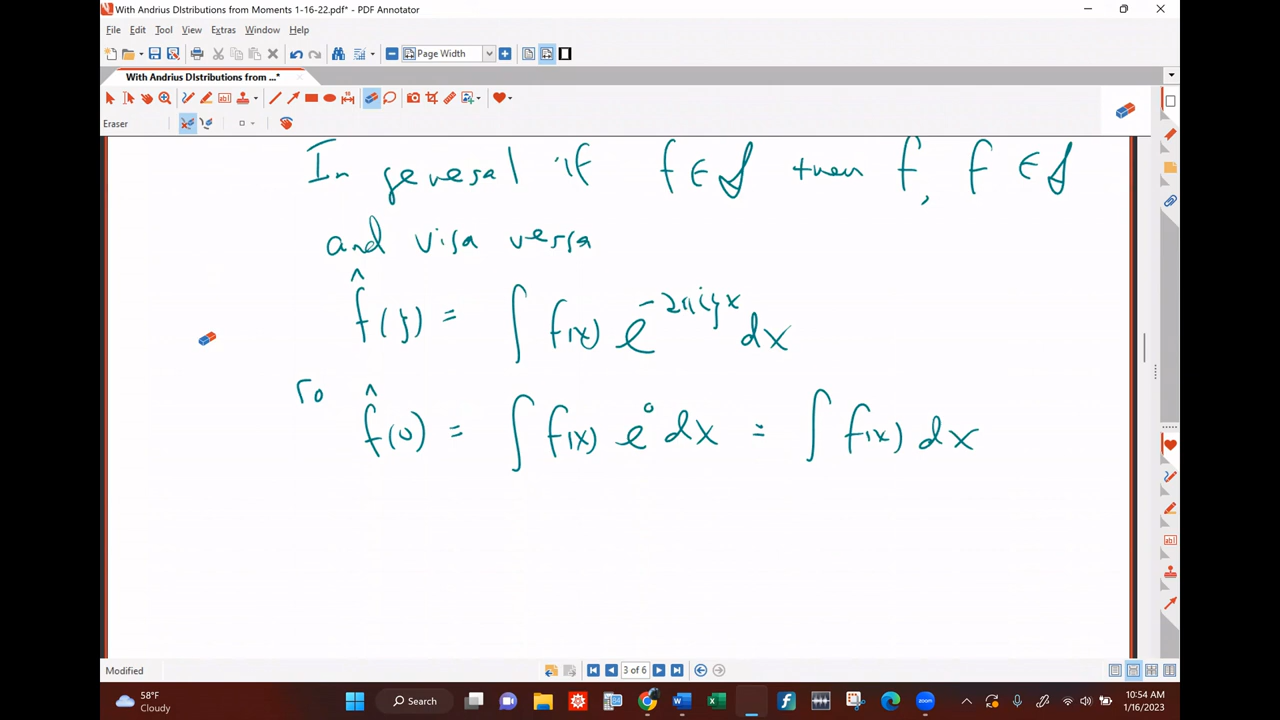 With Andrius DIstributions from Moments 1-16-22.pdf* - PDF Annotator
File Edit Tool View Extras Window Help
Page Width
With Andrius DIstributions from ...*
Eraser
In general if f ∈ 𝒮 then f, f ∈ 𝒮
and visa versa
f̂(ξ) = ∫ f(x) e^{-2πiξx} dx
So f̂(0) = ∫ f(x) e^0 dx = ∫ f(x) dx
Modified
3 of 6
58°F
Cloudy
Search
zoom
10:54 AM
1/16/2023